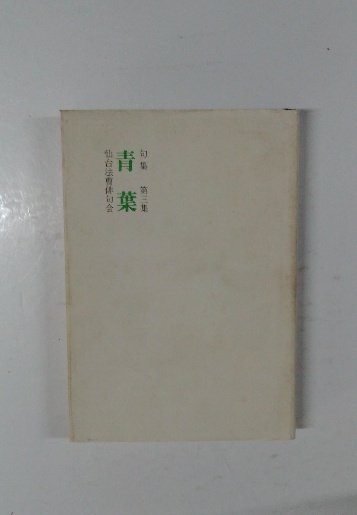 句集 第三集
青葉
仙台法曹俳句会